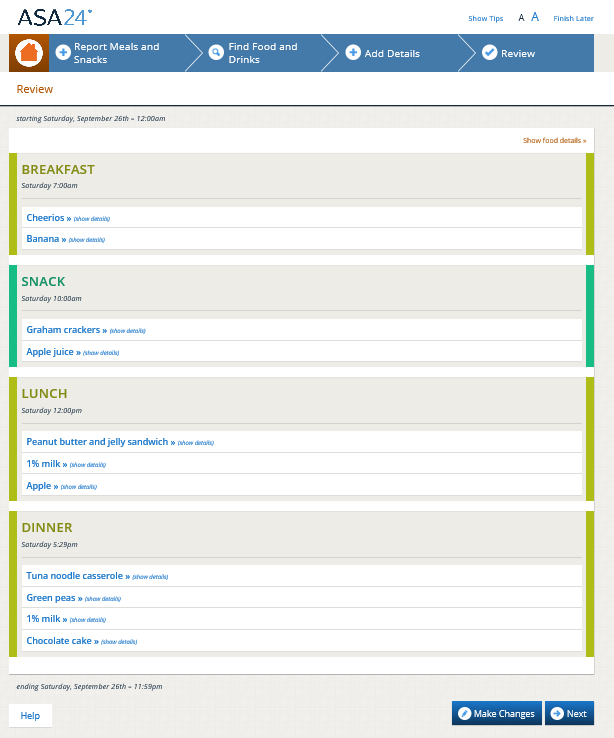 ASA24*
Show Tips A A Finish Later
Report Meals and
Snacks
Find Food and
Drinks
Add Details
Review
Review
starting Saturday, September 26th – 12:00am
Show food details »
BREAKFAST
Saturday 7:00am
Cheerios » (show details)
Banana » (show details)
SNACK
Saturday 10:00am
Graham crackers » (show details)
Apple juice » (show details)
LUNCH
Saturday 12:00pm
Peanut butter and jelly sandwich » (show details)
1% milk » (show details)
Apple » (show details)
DINNER
Saturday 5:29pm
Tuna noodle casserole » (show details)
Green peas » (show details)
1% milk » (show details)
Chocolate cake » (show details)
ending Saturday, September 26th – 11:59pm
Help
Make Changes
Next